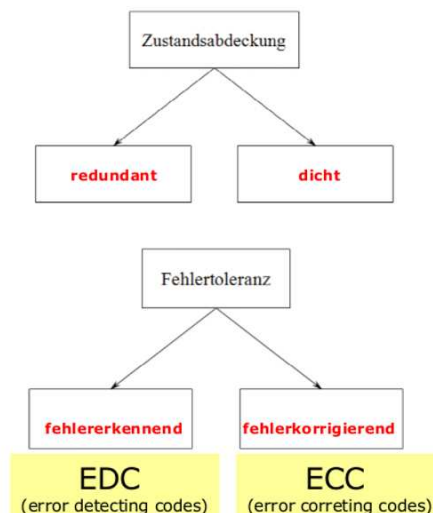 Zustandsabdeckung
redundant
dicht
Fehlertoleranz
fehlererkennend
fehlerkorrigierend
EDC
(error detecting codes)
ECC
(error correting codes)